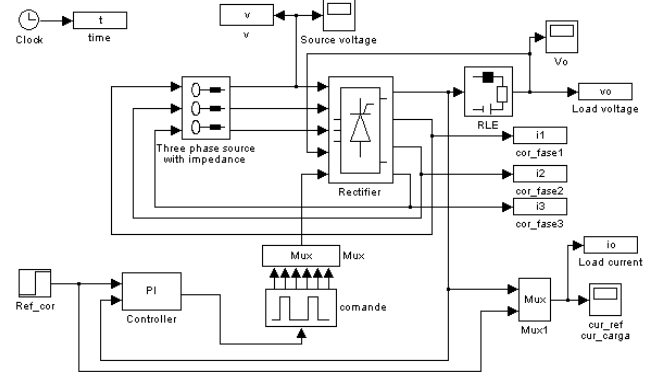 t
Clock
time
v
v
Source voltage
Vo
vo
Load voltage
RLE
i1
cor_fase1
Three phase source
with impedance
i2
cor_fase2
Rectifier
i3
cor_fase3
Mux
Mux
io
Load current
PI
Ref_cor
Controller
comande
Mux
Mux1
cur_ref
cur_carga